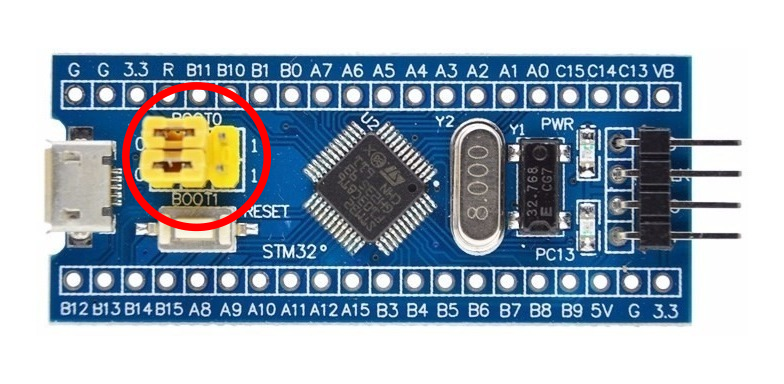 G G 3.3 R B11 B10 B1 B0 A7 A6 A5 A4 A3 A2 A1 A0 C15 C14 C13 VB
BOOT0
U2
Y2
Y1
PWR
0 1
0 1
BOOT1
RESET
8.000
32.768
E CG7
STM32°
PC13
B12 B13 B14 B15 A8 A9 A10 A11 A12 A15 B3 B4 B5 B6 B7 B8 B9 5V G 3.3